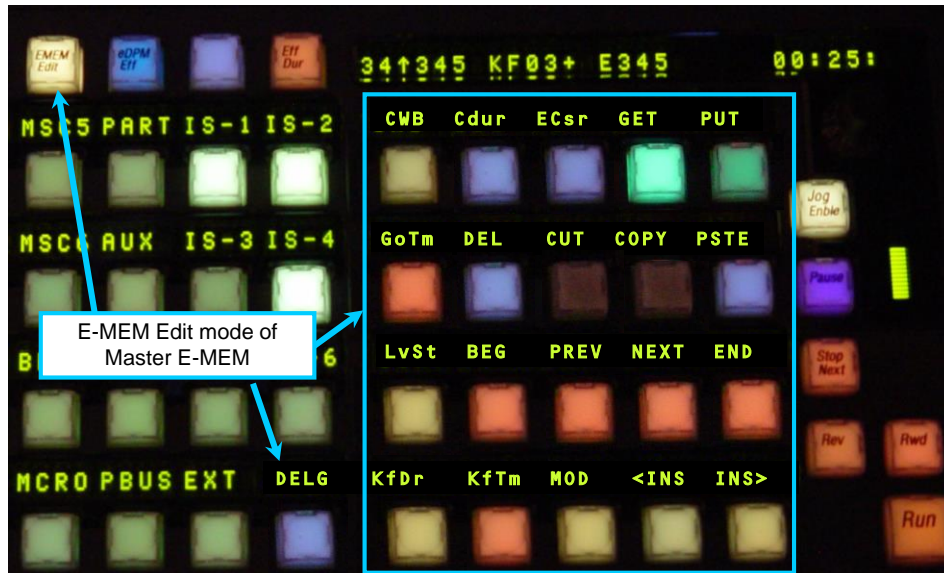 EMEM Edit
eDPM Eff
Eff Dur
34↑345 KF03+ E345 00:25:
MSC5 PART IS-1 IS-2
CWB Cdur ECsr GET PUT
Jog Enble
MSC6 AUX IS-3 IS-4
GoTm DEL CUT COPY PSTE
Pause
E-MEM Edit mode of
Master E-MEM
LvSt BEG PREV NEXT END
Stop Next
Rev Rwd
MCRO PBUS EXT DELG
KfDr KfTm MOD <INS INS>
Run